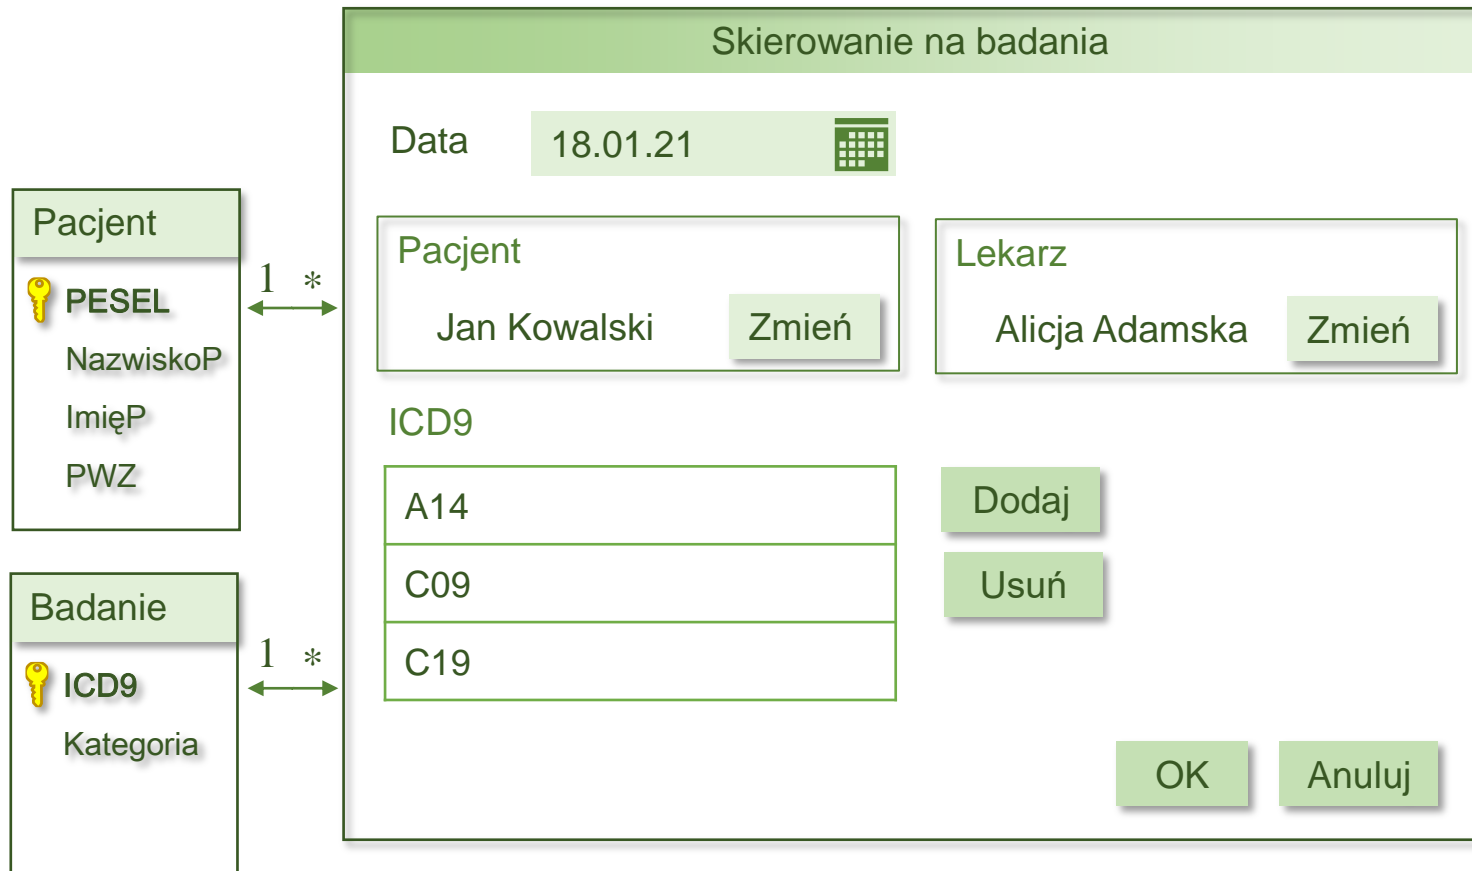 Skierowanie na badania
Data 18.01.21
Pacjent
PESEL
NazwiskoP
ImięP
PWZ
1 *
Pacjent
Jan Kowalski Zmień
Lekarz
Alicja Adamska Zmień
ICD9
A14
C09
C19
Dodaj
Usuń
Badanie
ICD9
Kategoria
1 *
OK Anuluj